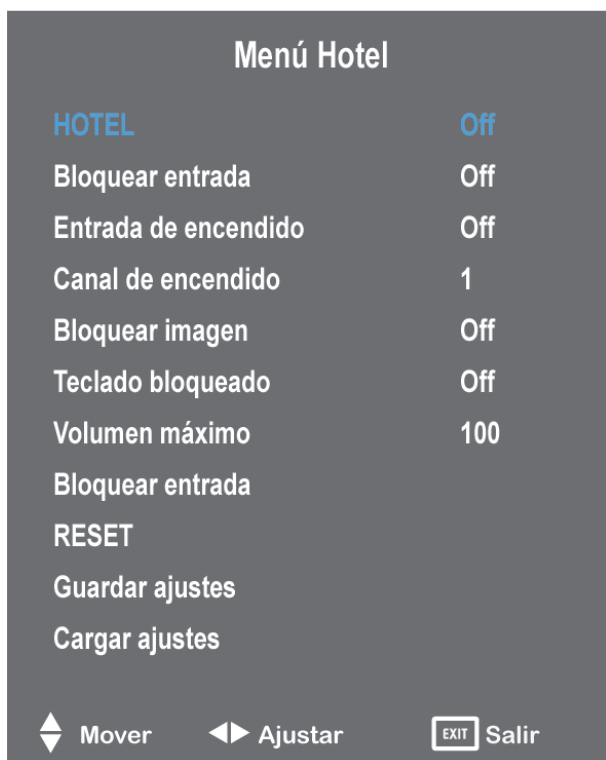 Menú Hotel
HOTEL Off
Bloquear entrada Off
Entrada de encendido Off
Canal de encendido 1
Bloquear imagen Off
Teclado bloqueado Off
Volumen máximo 100
Bloquear entrada
RESET
Guardar ajustes
Cargar ajustes
Mover Ajustar EXIT Salir